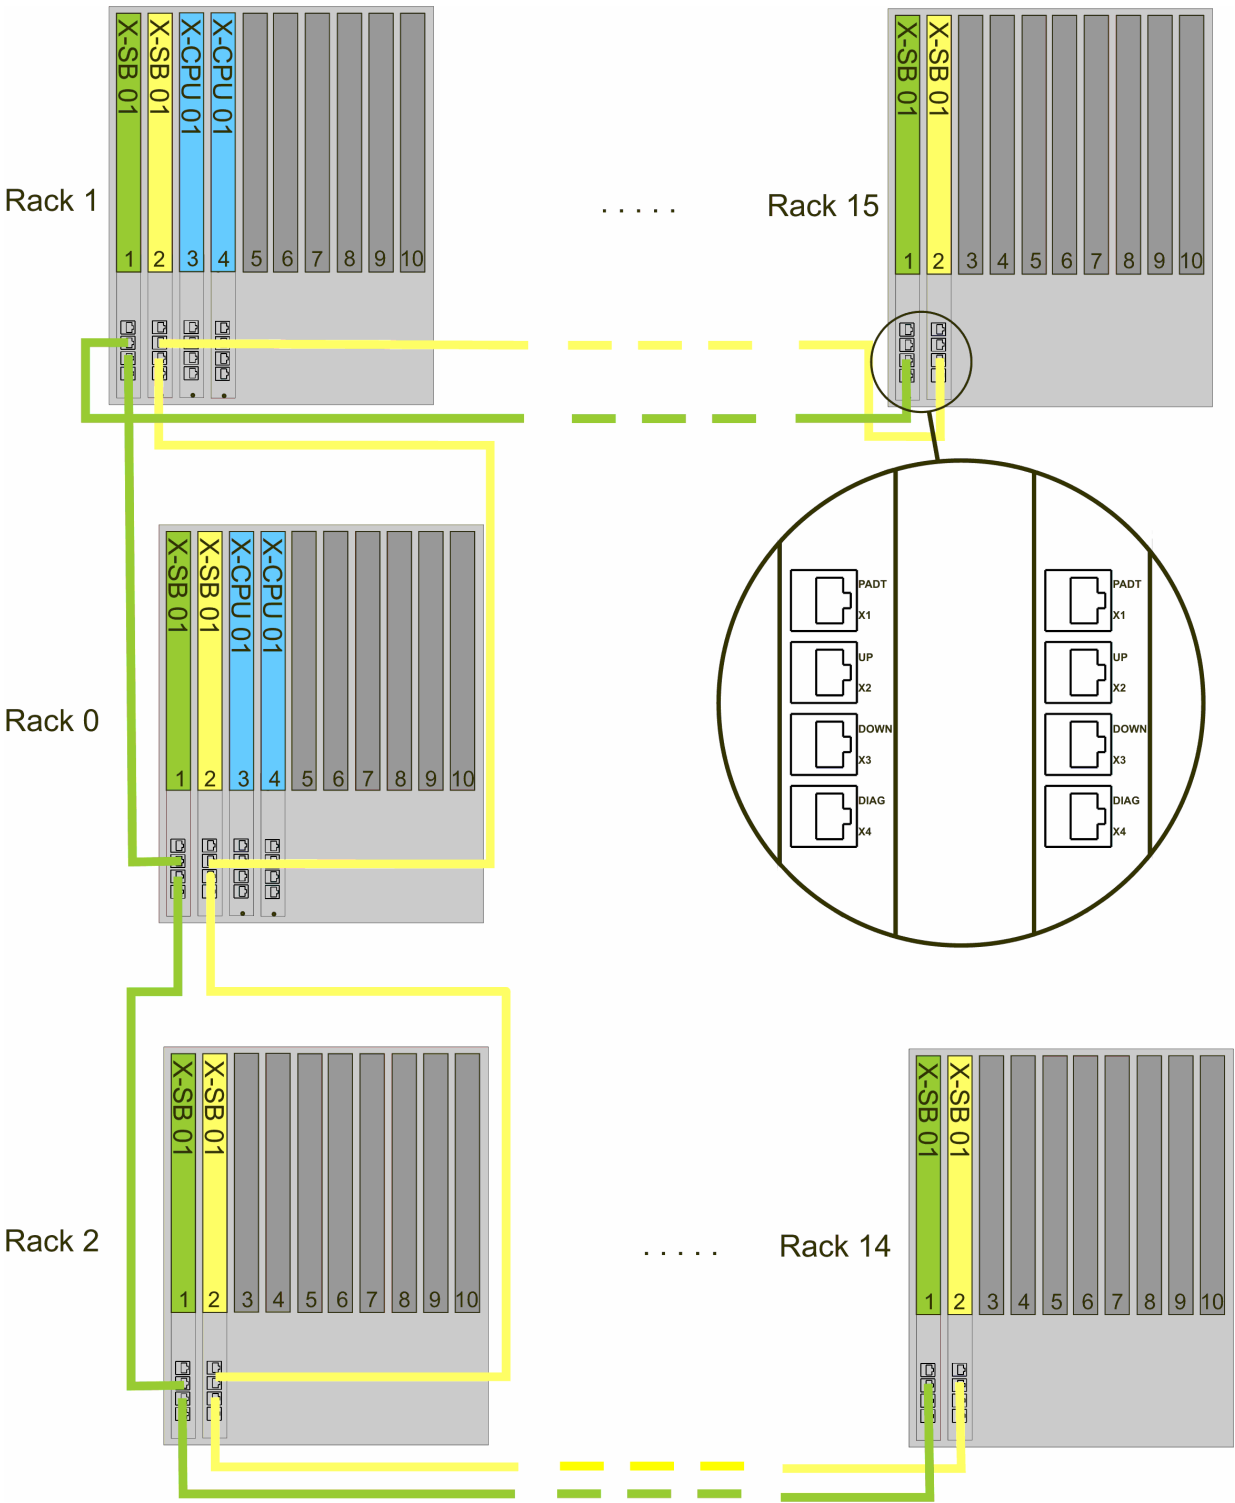 X-SB 01
X-SB 01
X-CPU 01
X-CPU 01
1 2 3 4 5 6 7 8 9 10
Rack 1
.....
Rack 15
X-SB 01
X-SB 01
1 2 3 4 5 6 7 8 9 10
X-SB 01
X-SB 01
X-CPU 01
X-CPU 01
1 2 3 4 5 6 7 8 9 10
Rack 0
PADT
X1
UP
X2
DOWN
X3
DIAG
X4
PADT
X1
UP
X2
DOWN
X3
DIAG
X4
X-SB 01
X-SB 01
1 2 3 4 5 6 7 8 9 10
Rack 2
.....
Rack 14
X-SB 01
X-SB 01
1 2 3 4 5 6 7 8 9 10